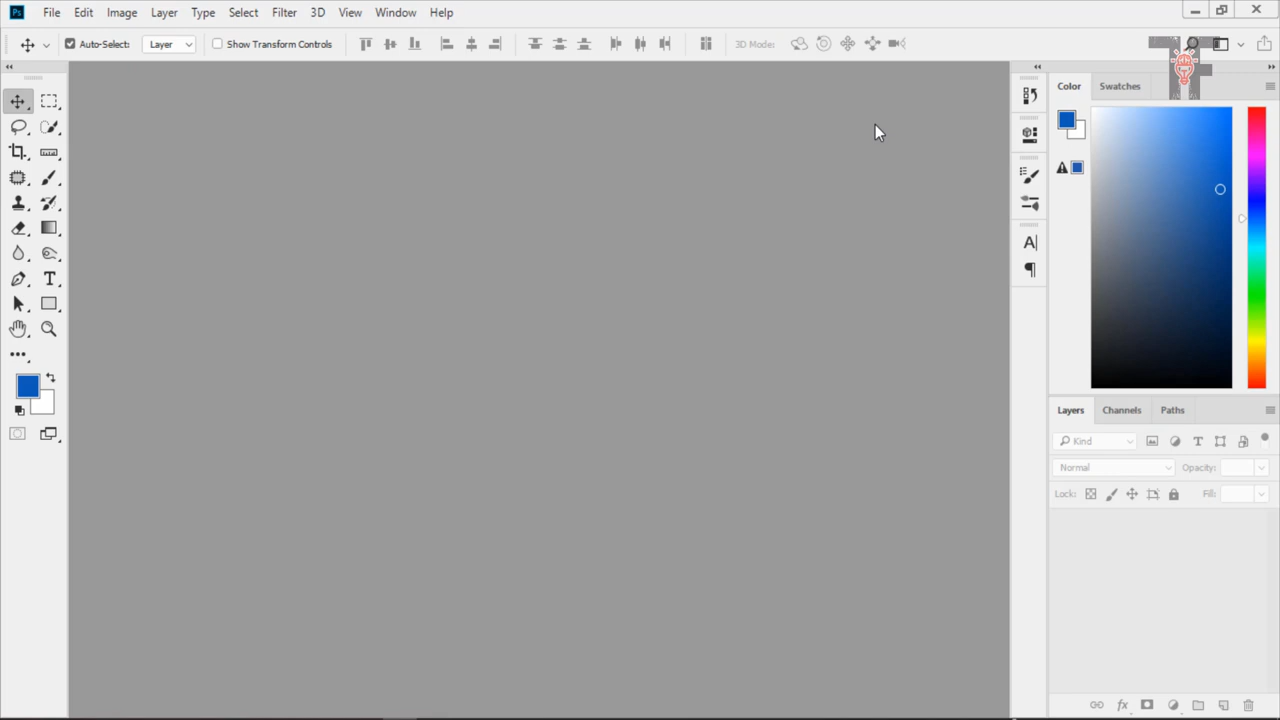 Ps File Edit Image Layer Type Select Filter 3D View Window Help
Auto-Select: Layer Show Transform Controls 3D Mode:
Color Swatches
Layers Channels Paths
Kind
Normal Opacity:
Lock: Fill: